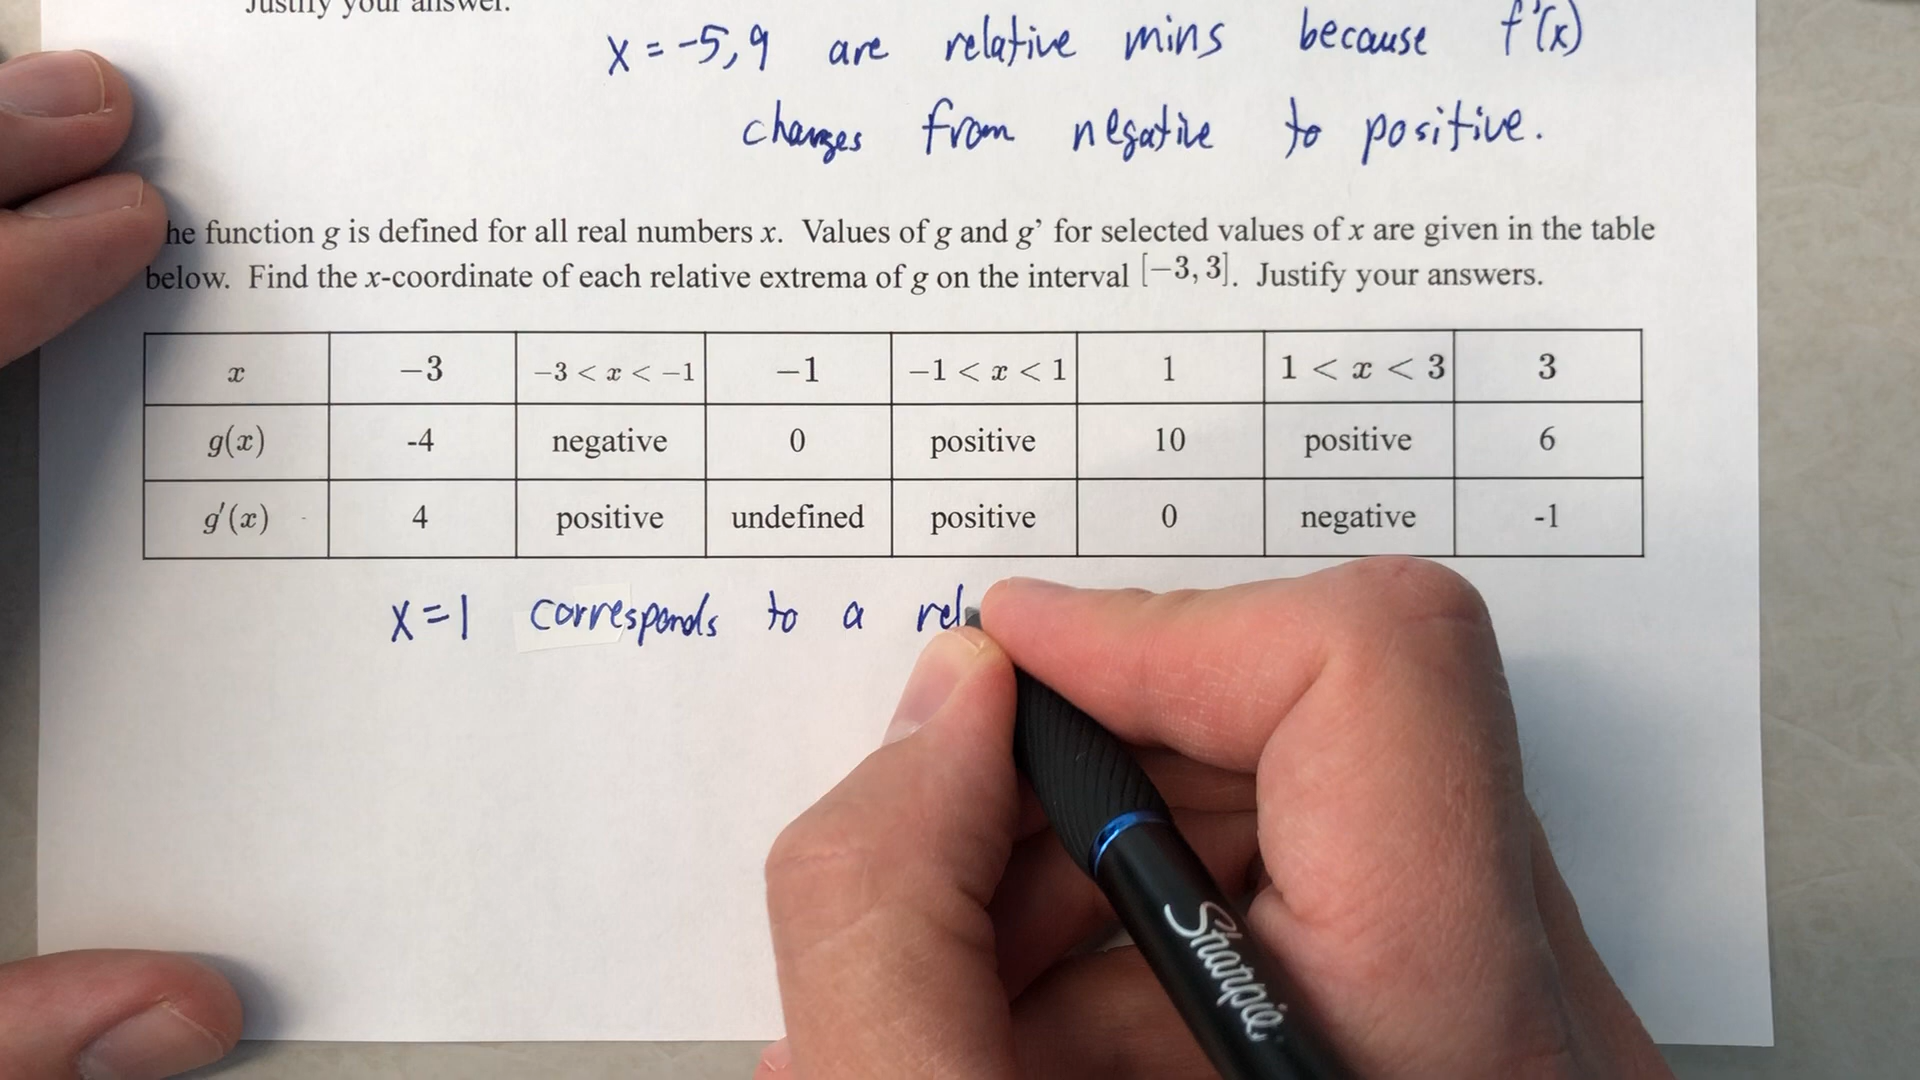 Justify your answer.
x = -5, 9 are relative mins because f'(x)
changes from negative to positive.
he function g is defined for all real numbers x. Values of g and g’ for selected values of x are given in the table
below. Find the x-coordinate of each relative extrema of g on the interval [−3, 3]. Justify your answers.
x −3 −3 < x < −1 −1 −1 < x < 1 1 1 < x < 3 3
g(x) -4 negative 0 positive 10 positive 6
g′(x) 4 positive undefined positive 0 negative -1
x=1 corresponds to a rel
Sharpie